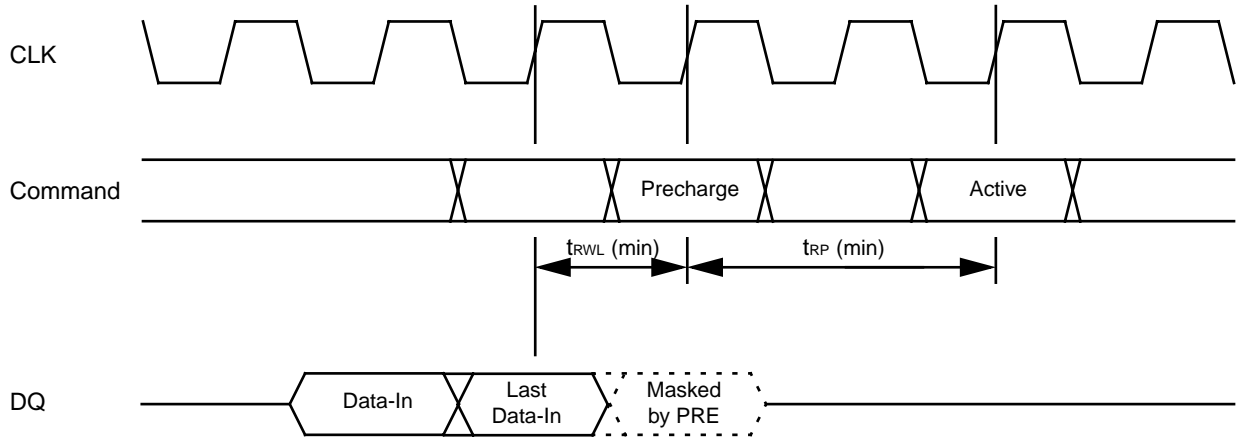 CLK
Command
Precharge
Active
tRWL (min)
tRP (min)
DQ
Data-In
Last
Data-In
Masked
by PRE